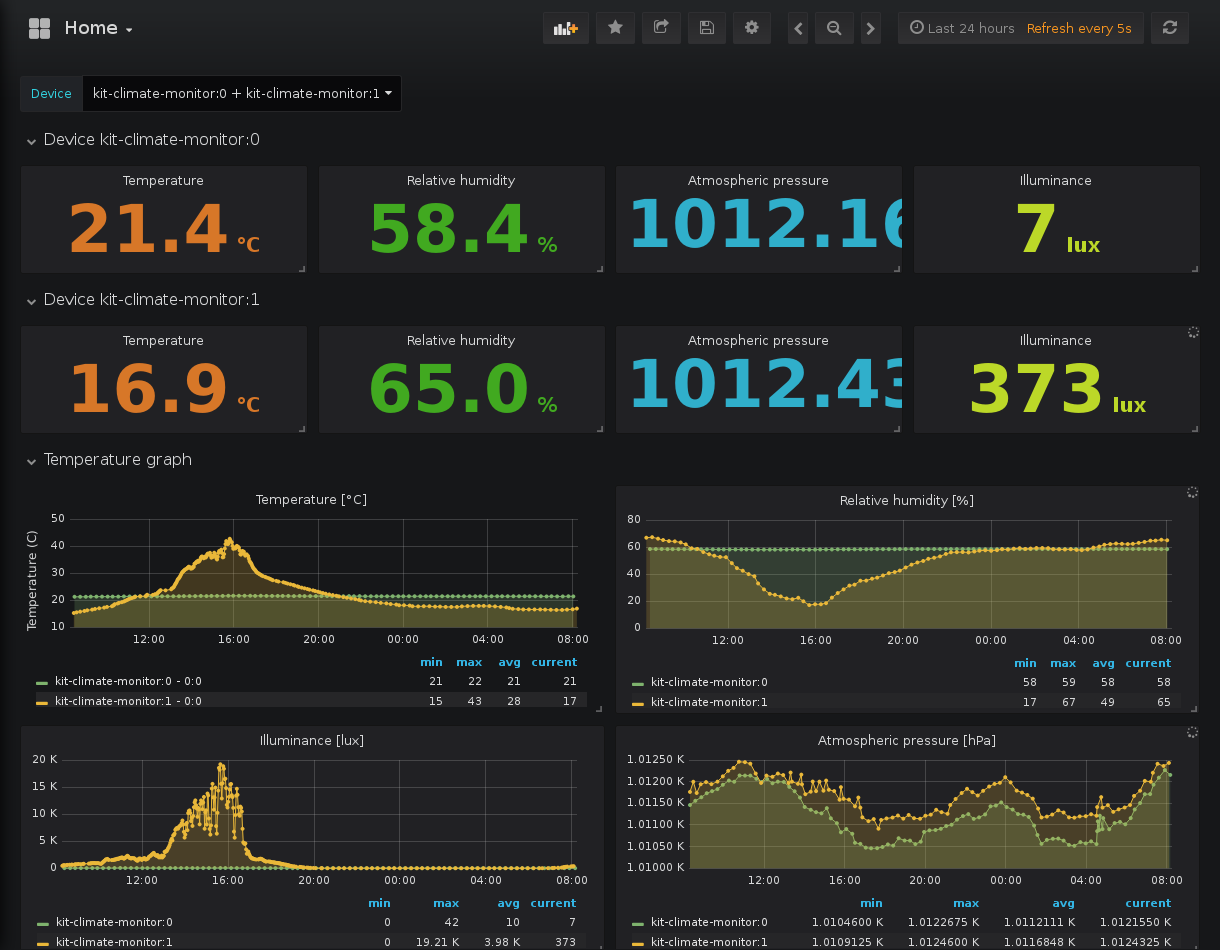 Home
Last 24 hours Refresh every 5s
Device kit-climate-monitor:0 + kit-climate-monitor:1
Device kit-climate-monitor:0
Temperature Relative humidity Atmospheric pressure Illuminance
21.4 °C 58.4 % 1012.16 7 lux
Device kit-climate-monitor:1
Temperature Relative humidity Atmospheric pressure Illuminance
16.9 °C 65.0 % 1012.43 373 lux
Temperature graph
Temperature [°C]
Temperature (C)
50
40
30
20
10
12:00 16:00 20:00 00:00 04:00 08:00
min max avg current
kit-climate-monitor:0 - 0:0 21 22 21 21
kit-climate-monitor:1 - 0:0 15 43 28 17
Relative humidity [%]
80
60
40
20
0
12:00 16:00 20:00 00:00 04:00 08:00
min max avg current
kit-climate-monitor:0 58 59 58 58
kit-climate-monitor:1 17 67 49 65
Illuminance [lux]
20 K
15 K
10 K
5 K
0
12:00 16:00 20:00 00:00 04:00 08:00
min max avg current
kit-climate-monitor:0 0 42 10 7
kit-climate-monitor:1 0 19.21 K 3.98 K 373
Atmospheric pressure [hPa]
1.01250 K
1.01200 K
1.01150 K
1.01100 K
1.01050 K
1.01000 K
12:00 16:00 20:00 00:00 04:00 08:00
min max avg current
kit-climate-monitor:0 1.0104600 K 1.0122675 K 1.0112111 K 1.0121550 K
kit-climate-monitor:1 1.0109125 K 1.0124600 K 1.0116848 K 1.0124325 K